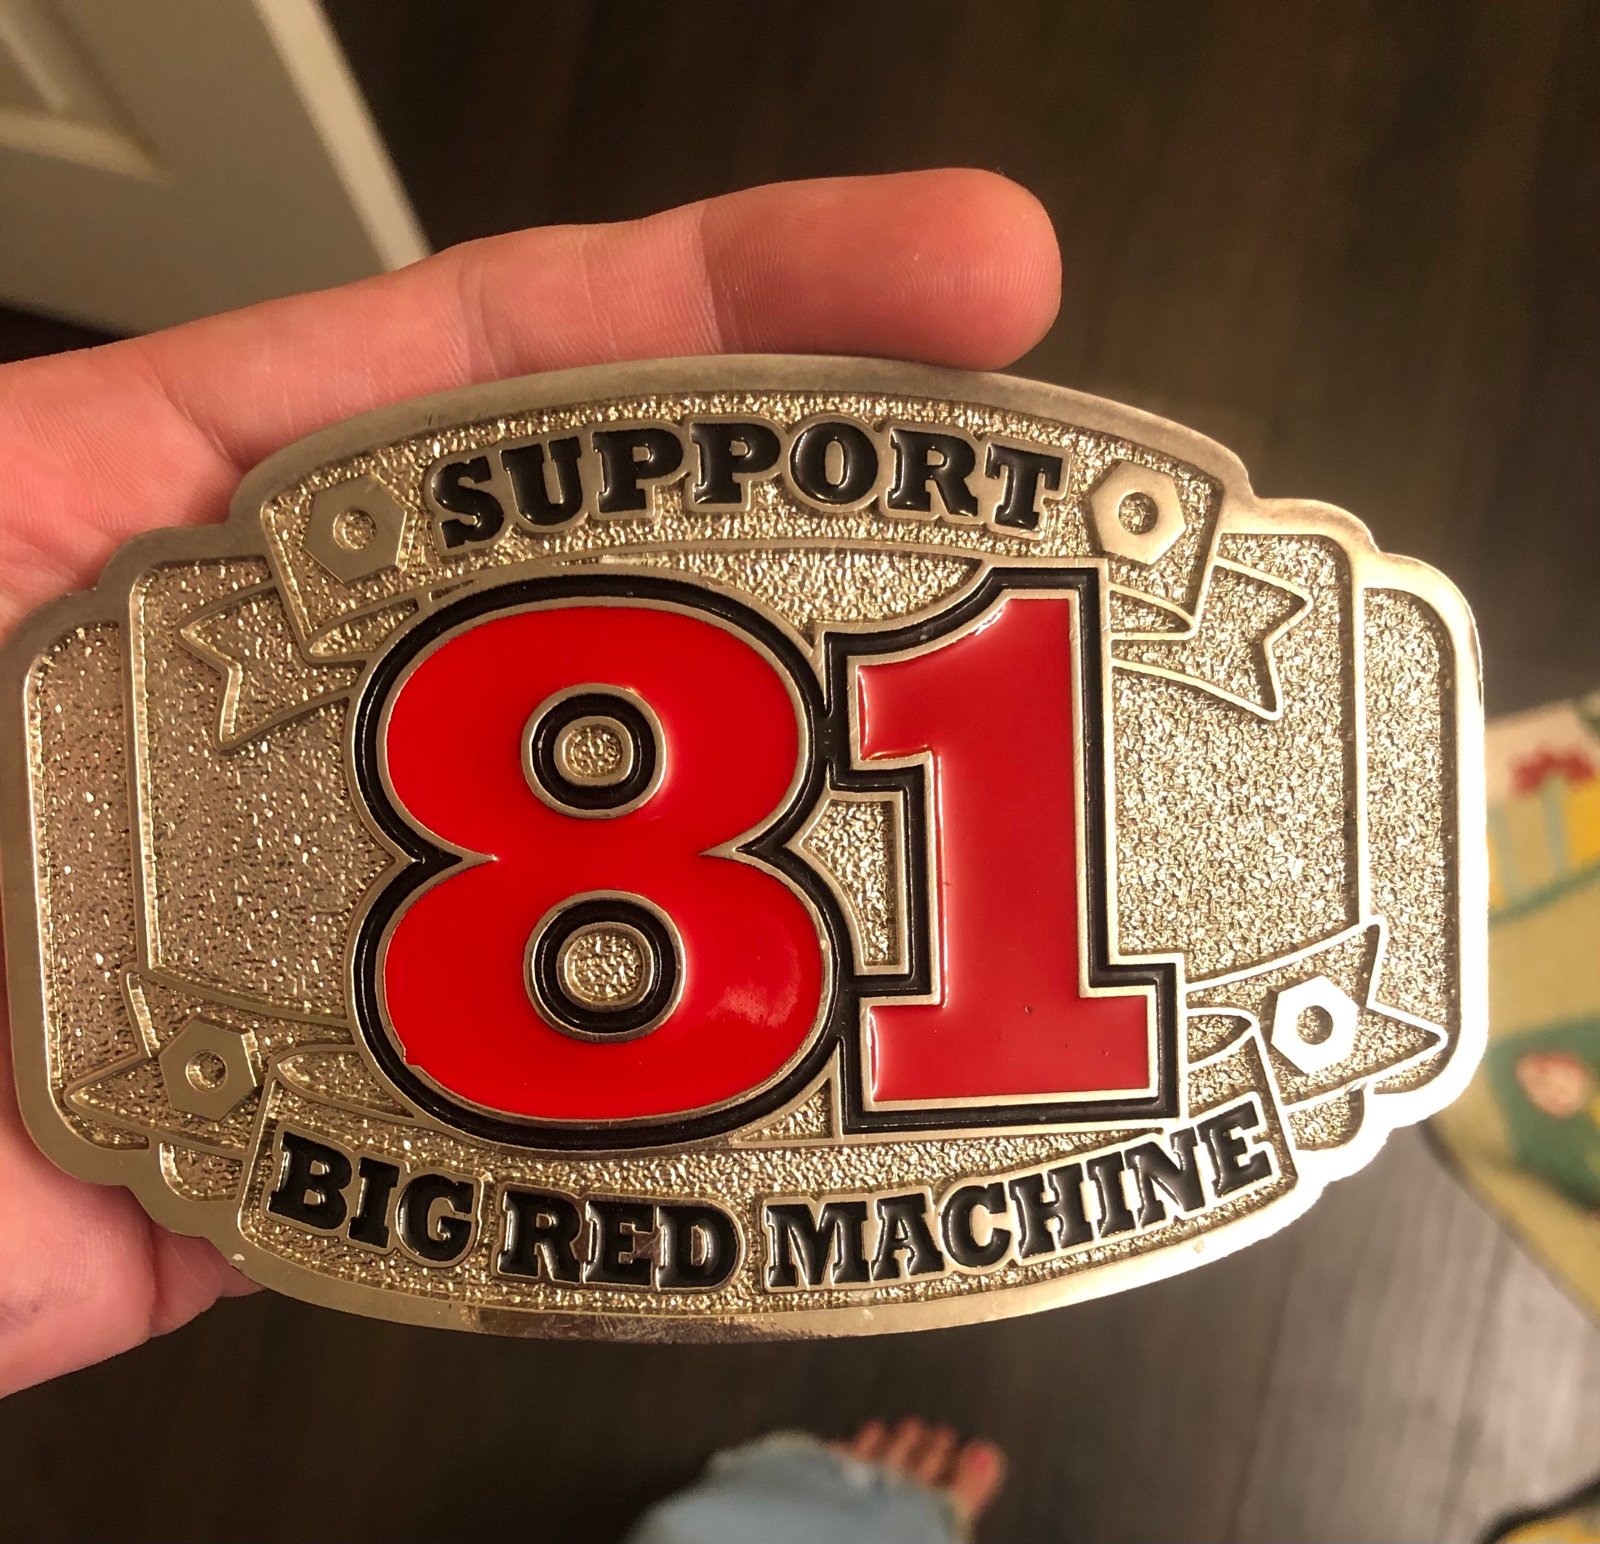 SUPPORT
81
BIG RED MACHINE